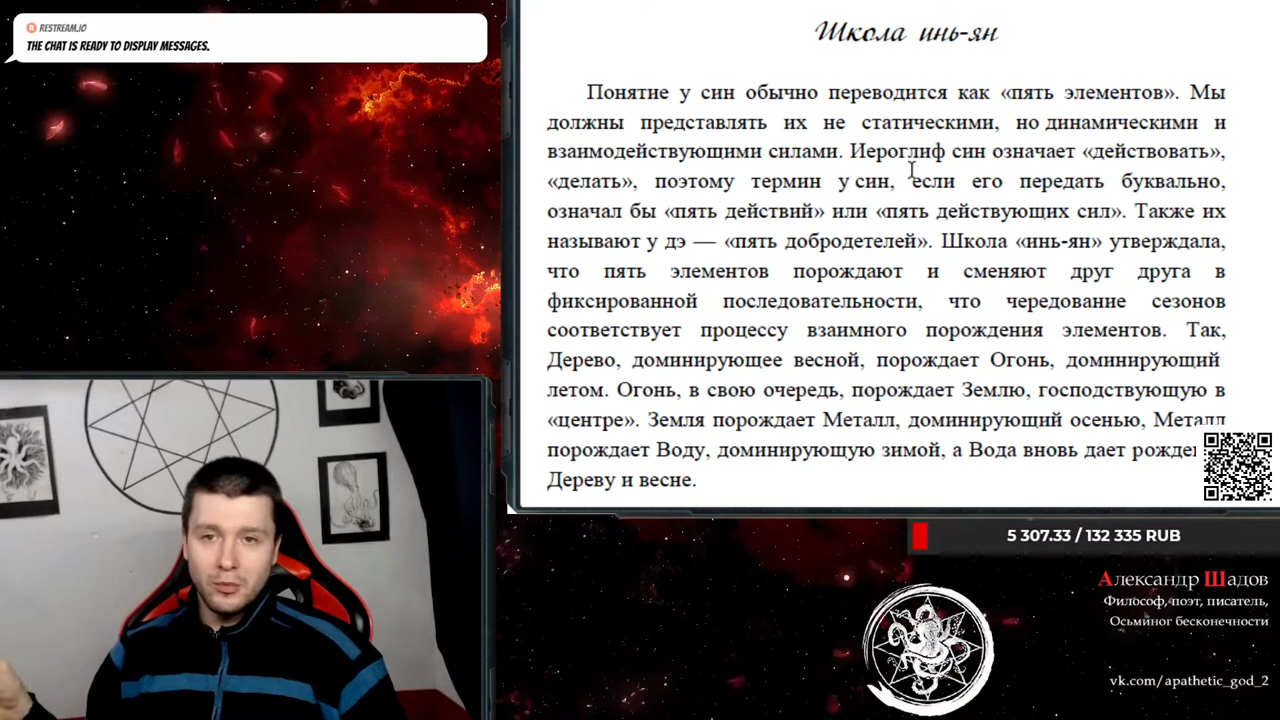 RESTREAM.IO
THE CHAT IS READY TO DISPLAY MESSAGES.
Школа инь-ян
Понятие у син обычно переводится как «пять элементов». Мы
должны представлять их не статическими, но динамическими и
взаимодействующими силами. Иероглиф син означает «действовать»,
«делать», поэтому термин у син, если его передать буквально,
означал бы «пять действий» или «пять действующих сил». Также их
называют у дэ — «пять добродетелей». Школа «инь-ян» утверждала,
что пять элементов порождают и сменяют друг друга в
фиксированной последовательности, что чередование сезонов
соответствует процессу взаимного порождения элементов. Так,
Дерево, доминирующее весной, порождает Огонь, доминирующий
летом. Огонь, в свою очередь, порождает Землю, господствующую в
«центре». Земля порождает Металл, доминирующий осенью, Металл
порождает Воду, доминирующую зимой, а Вода вновь дает рожде
Дереву и весне.
5 307.33 / 132 335 RUB
Александр Шадов
Философ, поэт, писатель,
Осьминог бесконечности
vk.com/apathetic_god_2